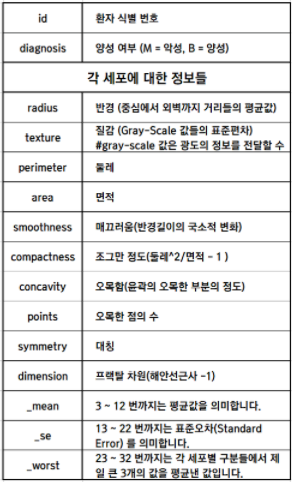 id 환자 식별 번호
diagnosis 양성 여부 (M = 악성, B = 양성)
각 세포에 대한 정보들
radius 반경 (중심에서 외벽까지 거리들의 평균값)
texture 질감 (Gray-Scale 값들의 표준편차)
#gray-scale 값은 광도의 정보를 전달할 수
perimeter 둘레
area 면적
smoothness 매끄러움(반경길이의 국소적 변화)
compactness 조그만 정도(둘레^2/면적 - 1 )
concavity 오목함(윤곽의 오목한 부분의 정도)
points 오목한 점의 수
symmetry 대칭
dimension 프랙탈 차원(해안선근사 -1)
_mean 3 ~ 12 번까지는 평균값을 의미합니다.
_se 13 ~ 22 번까지는 표준오차(Standard
Error) 를 의미합니다.
_worst 23 ~ 32 번까지는 각 세포별 구분들에서 제
일 큰 3개의 값을 평균낸 값입니다.